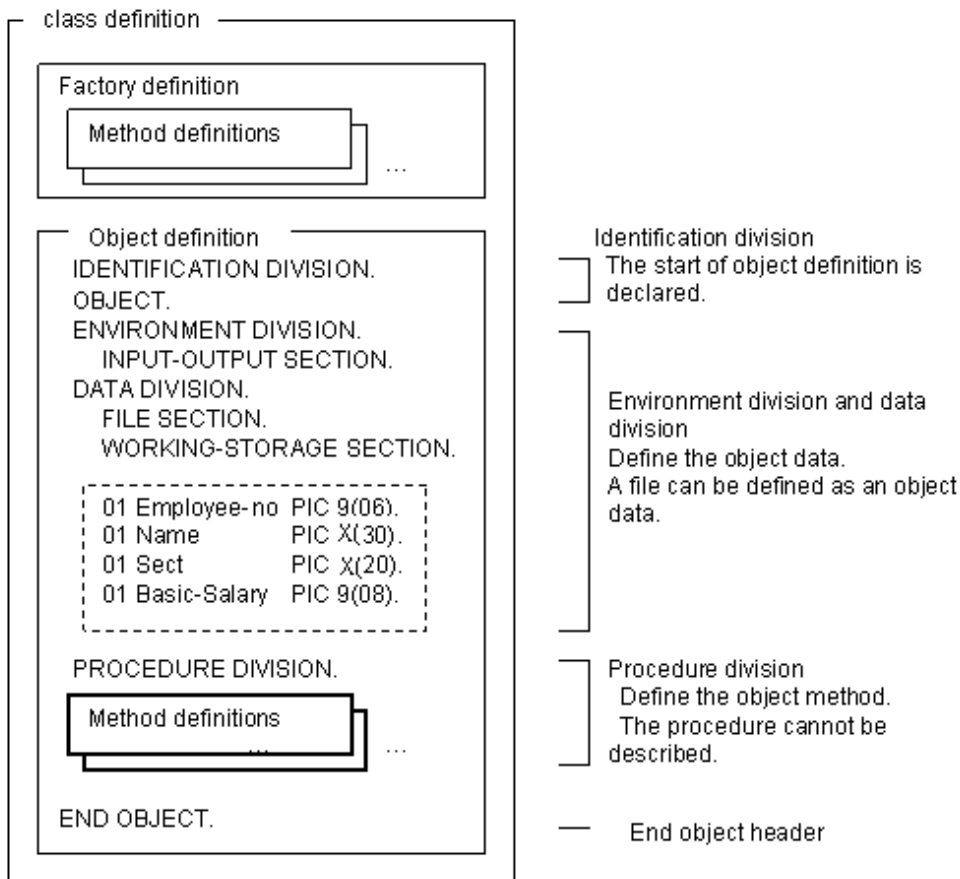 class definition
Factory definition
Method definitions
...
Object definition
IDENTIFICATION DIVISION.
OBJECT.
ENVIRONMENT DIVISION.
INPUT-OUTPUT SECTION.
DATA DIVISION.
FILE SECTION.
WORKING-STORAGE SECTION.
01 Employee-no PIC 9(06).
01 Name PIC X(30).
01 Sect PIC X(20).
01 Basic-Salary PIC 9(08).
PROCEDURE DIVISION.
Method definitions
...
...
END OBJECT.
Identification division
The start of object definition is
declared.
Environment division and data
division
Define the object data.
A file can be defined as an object
data.
Procedure division
Define the object method.
The procedure cannot be
described.
End object header